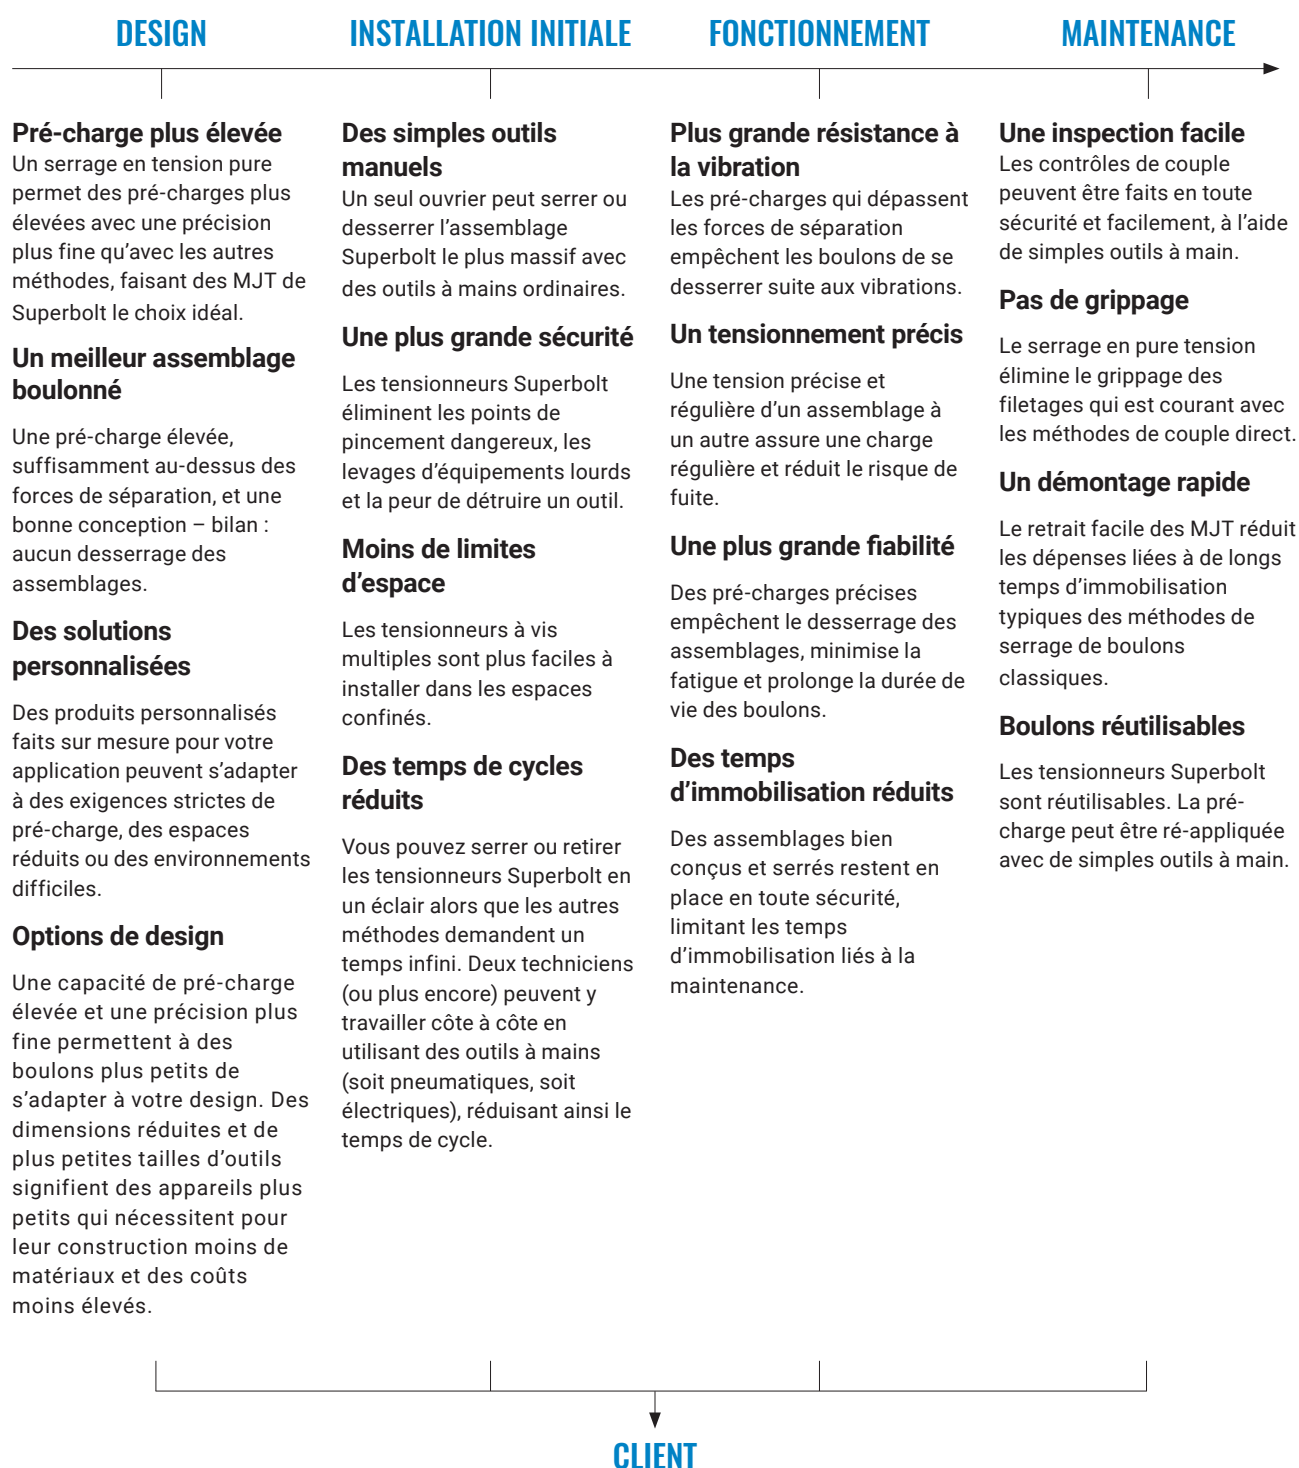 DESIGN
INSTALLATION INITIALE
FONCTIONNEMENT
MAINTENANCE
Pré-charge plus élevée
Un serrage en tension pure
permet des pré-charges plus
élevées avec une précision
plus fine qu’avec les autres
méthodes, faisant des MJT de
Superbolt le choix idéal.
Un meilleur assemblage
boulonné
Une pré-charge élevée,
suffisamment au-dessus des
forces de séparation, et une
bonne conception – bilan :
aucun desserrage des
assemblages.
Des solutions
personnalisées
Des produits personnalisés
faits sur mesure pour votre
application peuvent s’adapter
à des exigences strictes de
pré-charge, des espaces
réduits ou des environnements
difficiles.
Options de design
Une capacité de pré-charge
élevée et une précision plus
fine permettent à des
boulons plus petits de
s’adapter à votre design. Des
dimensions réduites et de
plus petites tailles d’outils
signifient des appareils plus
petits qui nécessitent pour
leur construction moins de
matériaux et des coûts
moins élevés.
Des simples outils
manuels
Un seul ouvrier peut serrer ou
desserrer l’assemblage
Superbolt le plus massif avec
des outils à mains ordinaires.
Une plus grande sécurité
Les tensionneurs Superbolt
éliminent les points de
pincement dangereux, les
levages d’équipements lourds
et la peur de détruire un outil.
Moins de limites
d’espace
Les tensionneurs à vis
multiples sont plus faciles à
installer dans les espaces
confinés.
Des temps de cycles
réduits
Vous pouvez serrer ou retirer
les tensionneurs Superbolt en
un éclair alors que les autres
méthodes demandent un
temps infini. Deux techniciens
(ou plus encore) peuvent y
travailler côte à côte en
utilisant des outils à mains
(soit pneumatiques, soit
électriques), réduisant ainsi le
temps de cycle.
Plus grande résistance à
la vibration
Les pré-charges qui dépassent
les forces de séparation
empêchent les boulons de se
desserrer suite aux vibrations.
Un tensionnement précis
Une tension précise et
régulière d’un assemblage à
un autre assure une charge
régulière et réduit le risque de
fuite.
Une plus grande fiabilité
Des pré-charges précises
empêchent le desserrage des
assemblages, minimise la
fatigue et prolonge la durée de
vie des boulons.
Des temps
d’immobilisation réduits
Des assemblages bien
conçus et serrés restent en
place en toute sécurité,
limitant les temps
d’immobilisation liés à la
maintenance.
Une inspection facile
Les contrôles de couple
peuvent être faits en toute
sécurité et facilement, à l’aide
de simples outils à main.
Pas de grippage
Le serrage en pure tension
élimine le grippage des
filetages qui est courant avec
les méthodes de couple direct.
Un démontage rapide
Le retrait facile des MJT réduit
les dépenses liées à de longs
temps d’immobilisation
typiques des méthodes de
serrage de boulons
classiques.
Boulons réutilisables
Les tensionneurs Superbolt
sont réutilisables. La pré-
charge peut être ré-appliquée
avec de simples outils à main.
CLIENT